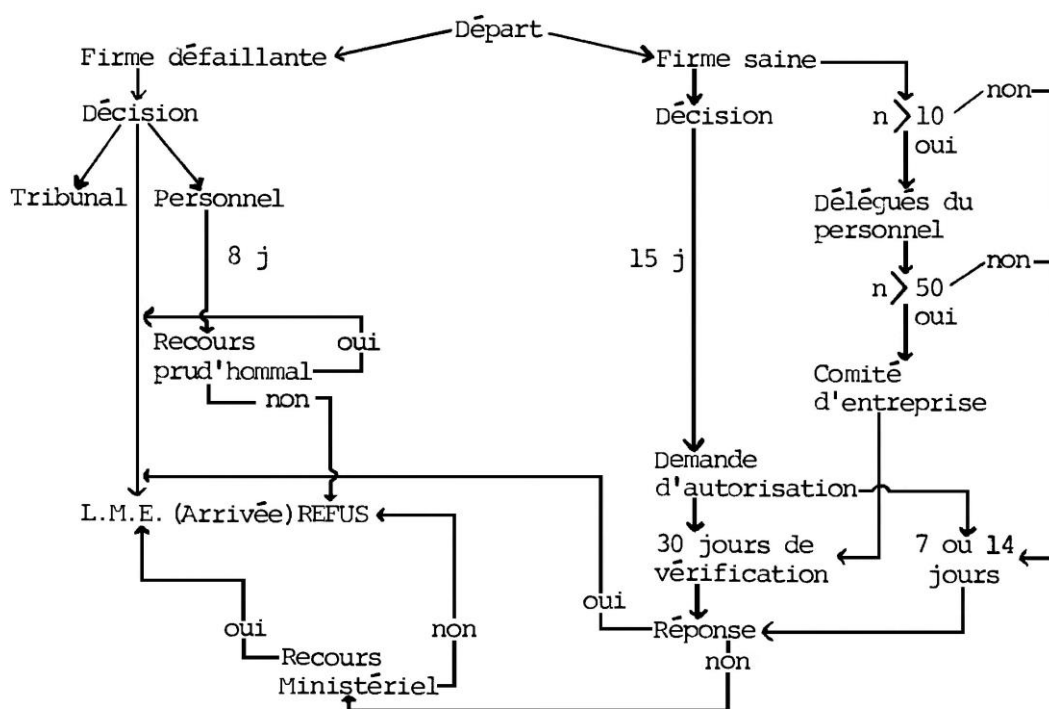 Départ
Firme défaillante
Firme saine
non
Décision
Décision
n > 10
oui
Tribunal
Personnel
Délégués du
personnel
8 j
15 j
non
n > 50
oui
Recours
prud'hommal
oui
non
Comité
d'entreprise
Demande
d'autorisation
L.M.E. (Arrivée) REFUS
30 jours de
vérification
7 ou 14
jours
oui
oui
non
Réponse
non
Recours
Ministériel